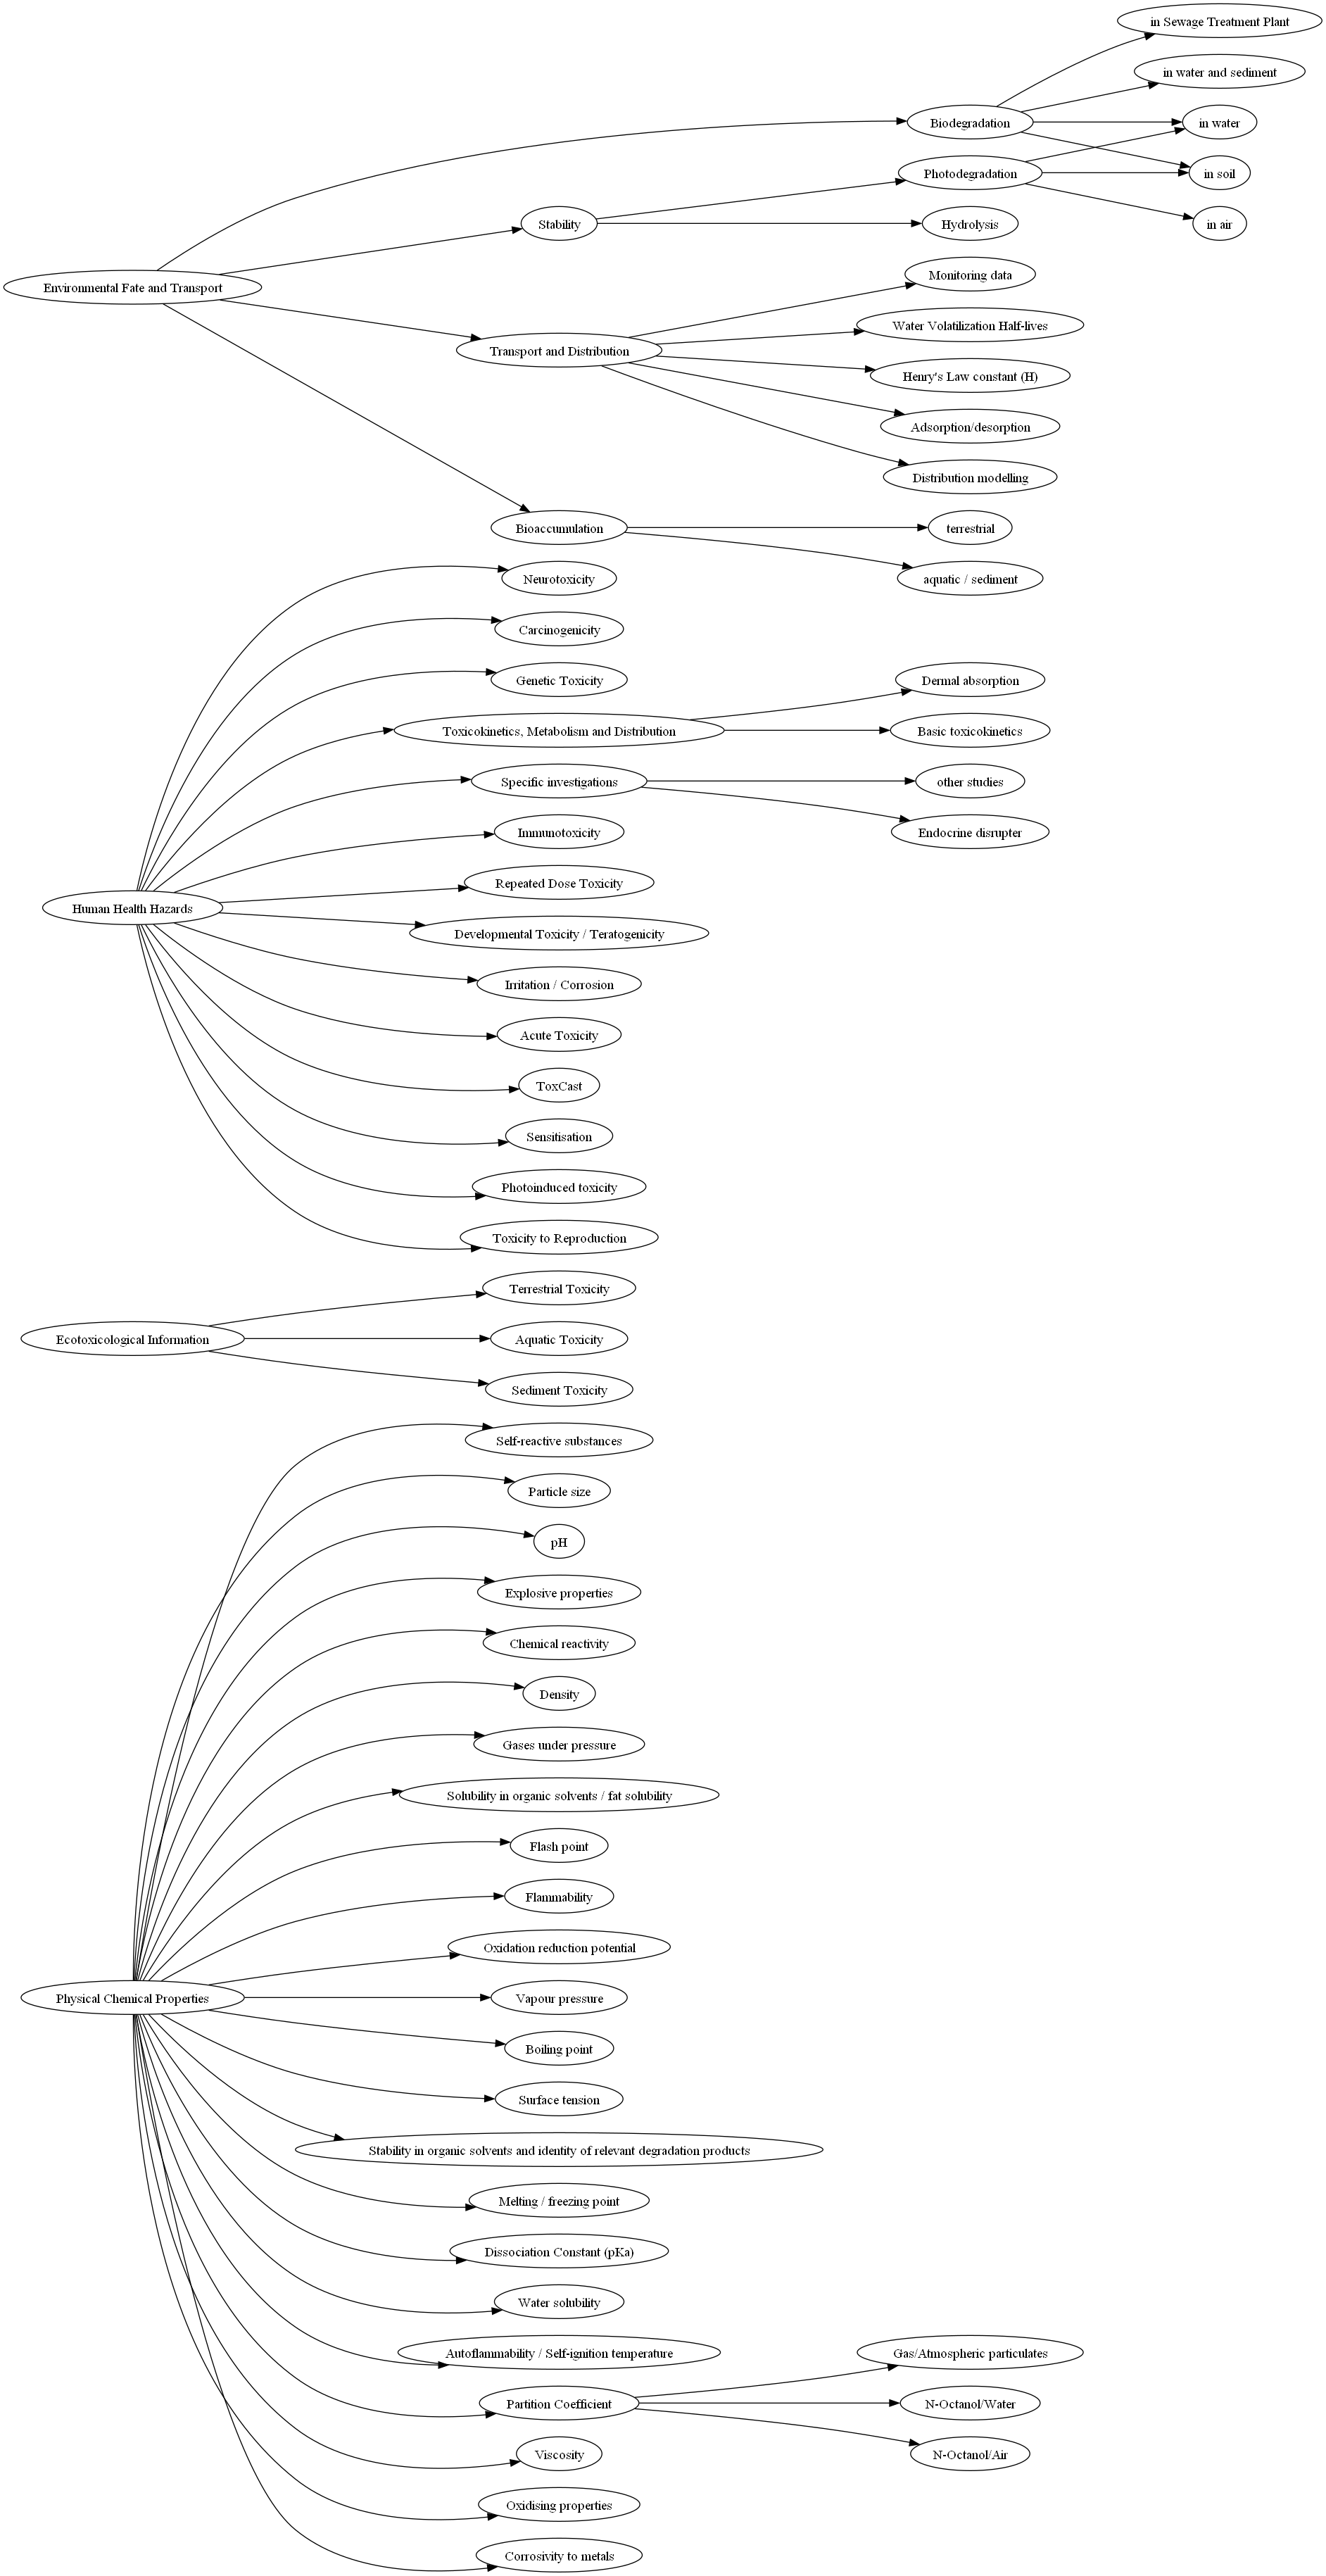 in Sewage Treatment Plant
in water and sediment
Biodegradation
in water
Photodegradation
in soil
Stability
Hydrolysis
in air
Monitoring data
Environmental Fate and Transport
Water Volatilization Half-lives
Transport and Distribution
Henry's Law constant (H)
Adsorption/desorption
Distribution modelling
Bioaccumulation
terrestrial
Neurotoxicity
aquatic / sediment
Carcinogenicity
Genetic Toxicity
Dermal absorption
Toxicokinetics, Metabolism and Distribution
Basic toxicokinetics
Specific investigations
other studies
Immunotoxicity
Endocrine disrupter
Repeated Dose Toxicity
Human Health Hazards
Developmental Toxicity / Teratogenicity
Irritation / Corrosion
Acute Toxicity
ToxCast
Sensitisation
Photoinduced toxicity
Toxicity to Reproduction
Terrestrial Toxicity
Ecotoxicological Information
Aquatic Toxicity
Sediment Toxicity
Self-reactive substances
Particle size
pH
Explosive properties
Chemical reactivity
Density
Gases under pressure
Solubility in organic solvents / fat solubility
Flash point
Flammability
Oxidation reduction potential
Physical Chemical Properties
Vapour pressure
Boiling point
Surface tension
Stability in organic solvents and identity of relevant degradation products
Melting / freezing point
Dissociation Constant (pKa)
Water solubility
Autoflammability / Self-ignition temperature
Gas/Atmospheric particulates
Partition Coefficient
N-Octanol/Water
Viscosity
N-Octanol/Air
Oxidising properties
Corrosivity to metals